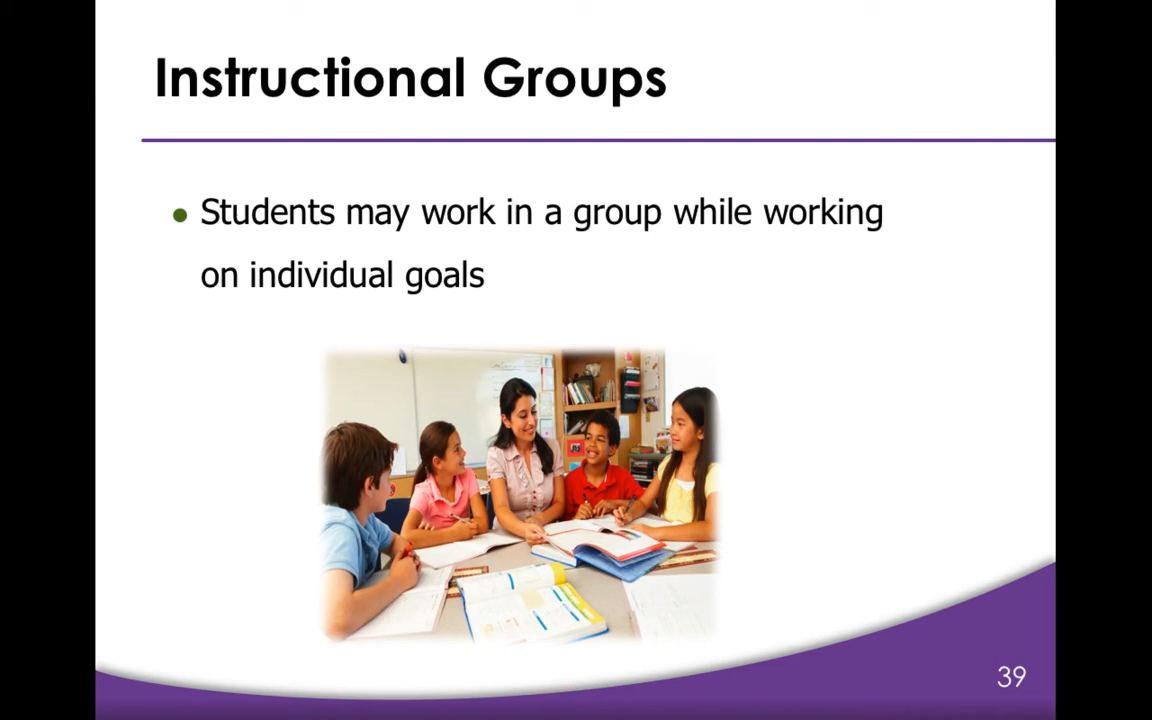 Instructional Groups
• Students may work in a group while working
on individual goals
39